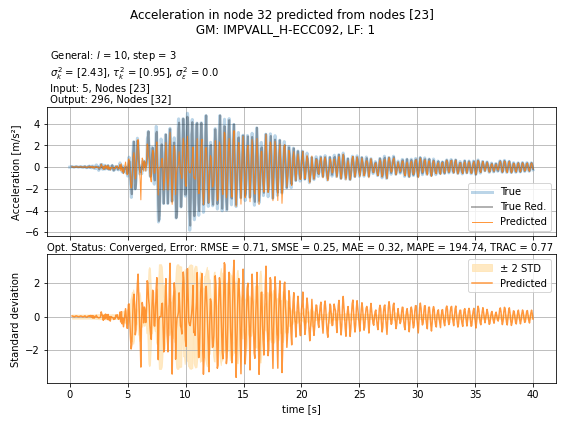 Acceleration in node 32 predicted from nodes [23]
GM: IMPVALL_H-ECC092, LF: 1
General: l = 10, step = 3
σ²ₖ = [2.43], τ²ₖ = [0.95], σ²ε = 0.0
Input: 5, Nodes [23]
Output: 296, Nodes [32]
Acceleration [m/s²]
4
2
0
−2
−4
−6
True
True Red.
Predicted
Opt. Status: Converged, Error: RMSE = 0.71, SMSE = 0.25, MAE = 0.32, MAPE = 194.74, TRAC = 0.77
Standard deviation
2
0
−2
± 2 STD
Predicted
0 5 10 15 20 25 30 35 40
time [s]